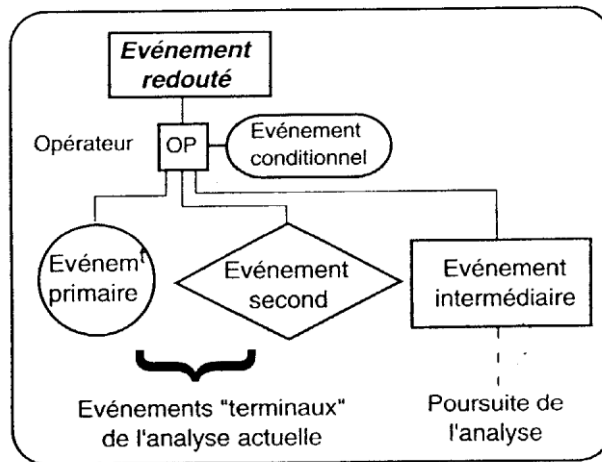 Evénement
redouté
Opérateur
OP
Evénement
conditionnel
Evénemt
primaire
Evénement
second
Evénement
intermédiaire
Evénements "terminaux"
de l'analyse actuelle
Poursuite de
l'analyse